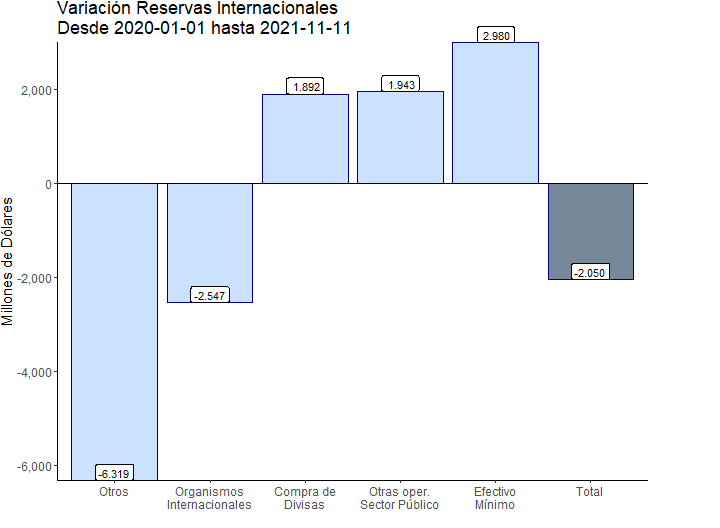 Variación Reservas Internacionales
Desde 2020-01-01 hasta 2021-11-11
Millones de Dólares
2,000
0
-2,000
-4,000
-6,000
-6.319
-2.547
1.892
1.943
2.980
-2.050
Otros
Organismos
Internacionales
Compra de
Divisas
Otras oper.
Sector Público
Efectivo
Mínimo
Total